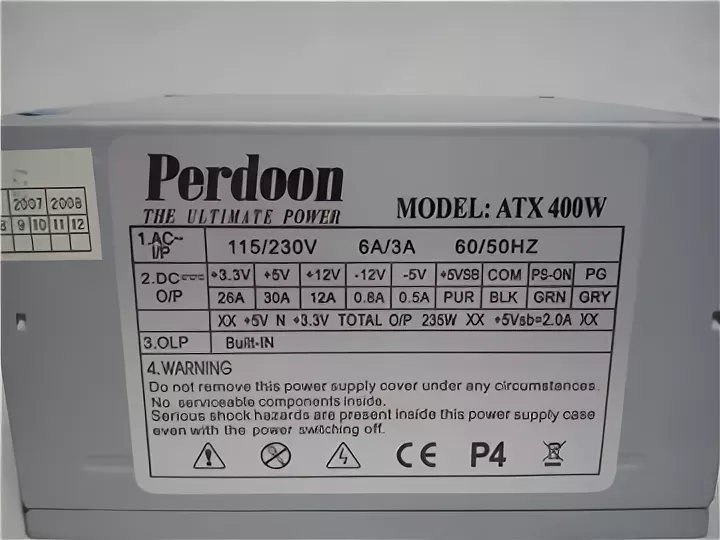 Perdoon
THE ULTIMATE POWER
MODEL: ATX 400W
2007 2008
8 9 10 11 12
1.AC~ I/P 115/230V 6A/3A 60/50HZ
2.DC O/P +3.3V +5V +12V -12V -5V +5VSB COM PS-ON PG
26A 30A 12A 0.8A 0.5A PUR BLK GRN GRY
XX +5V N +3.3V TOTAL O/P 235W XX +5Vsb=2.0A XX
3.OLP Built-IN
4.WARNING
Do not remove this power supply cover under any circumstances.
No serviceable components inside.
Serious shock hazards are present inside this power supply case
even with the power switching off.
CE P4